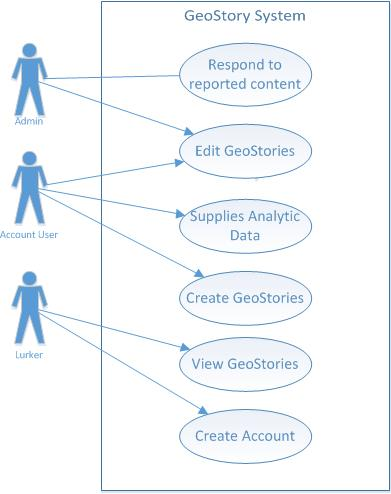 GeoStory System
Respond to
reported content
Admin
Edit GeoStories
Account User
Supplies Analytic
Data
Create GeoStories
Lurker
View GeoStories
Create Account